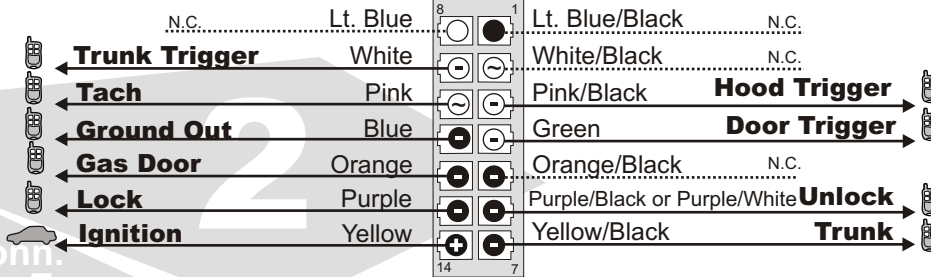 8 1
N.C. Lt. Blue Lt. Blue/Black N.C.
Trunk Trigger White White/Black N.C.
Tach Pink Pink/Black Hood Trigger
Ground Out Blue Green Door Trigger
Gas Door Orange Orange/Black N.C.
Lock Purple Purple/Black or Purple/White Unlock
Ignition Yellow Yellow/Black Trunk
14 7
2
onn.